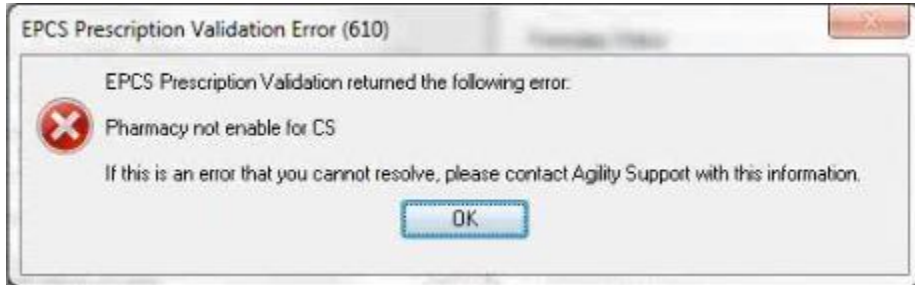 EPCS Prescription Validation Error (610)
EPCS Prescription Validation returned the following error:
Pharmacy not enable for CS
If this is an error that you cannot resolve, please contact Agility Support with this information.
OK